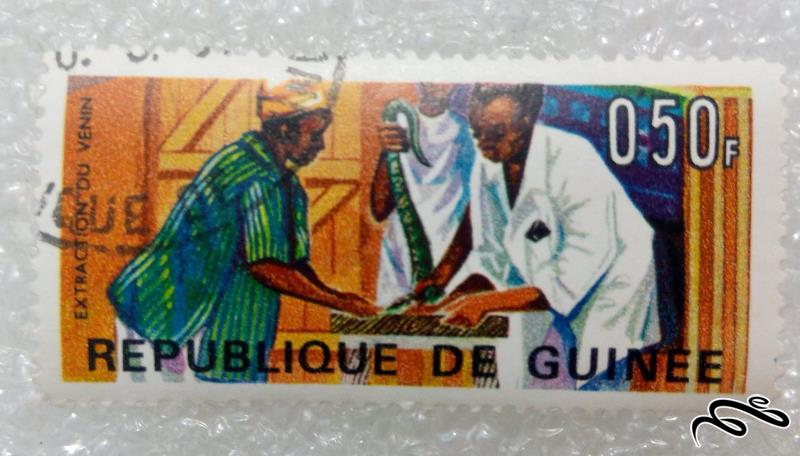 EXTRACTION DU VENIN
0.50F
REPUBLIQUE DE GUINEE